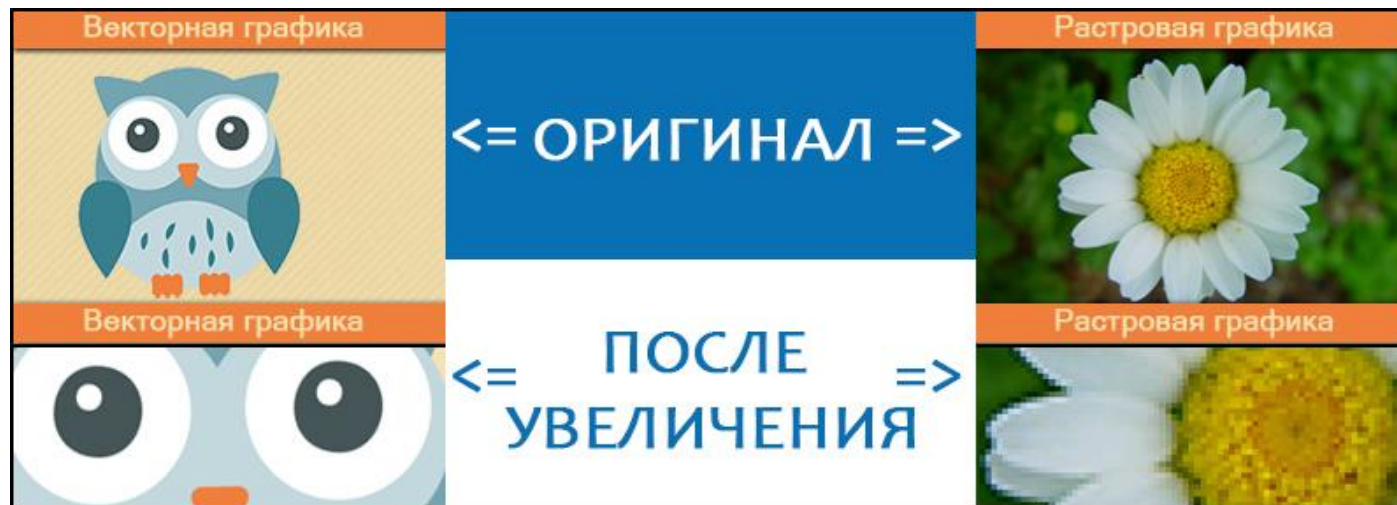 Векторная графика
<= ОРИГИНАЛ =>
Растровая графика
Векторная графика
<= ПОСЛЕ =>
УВЕЛИЧЕНИЯ
Растровая графика